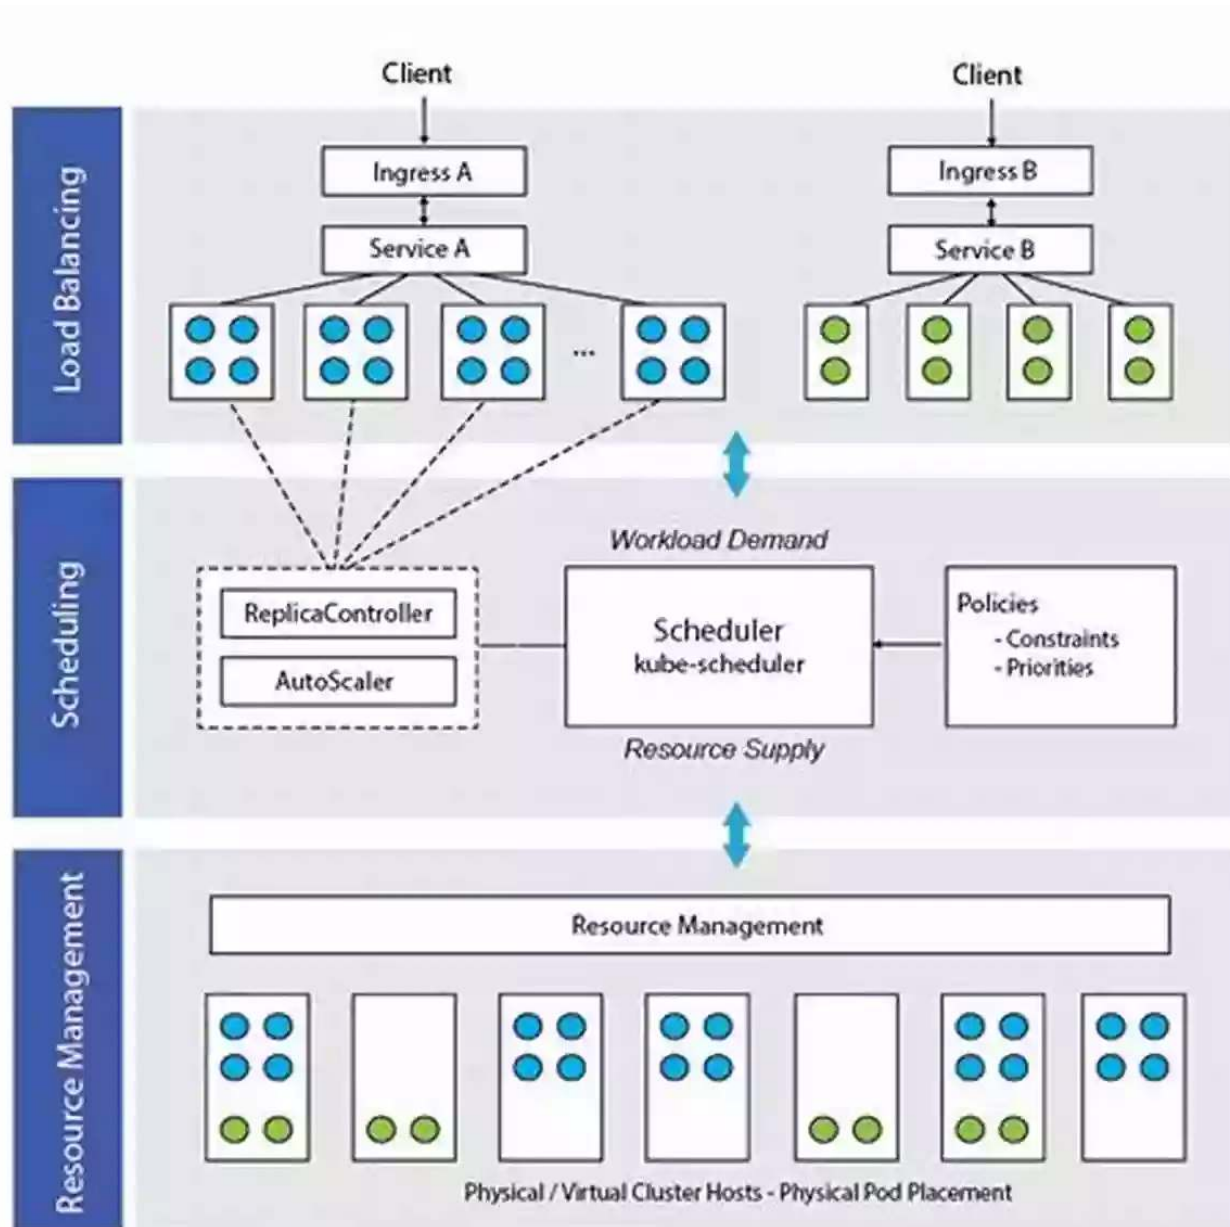 Client
Client
Load Balancing
Ingress A
Ingress B
Service A
Service B
...
Scheduling
Workload Demand
ReplicaController
AutoScaler
Scheduler
kube-scheduler
Policies
- Constraints
- Priorities
Resource Supply
Resource Management
Resource Management
Physical / Virtual Cluster Hosts - Physical Pod Placement